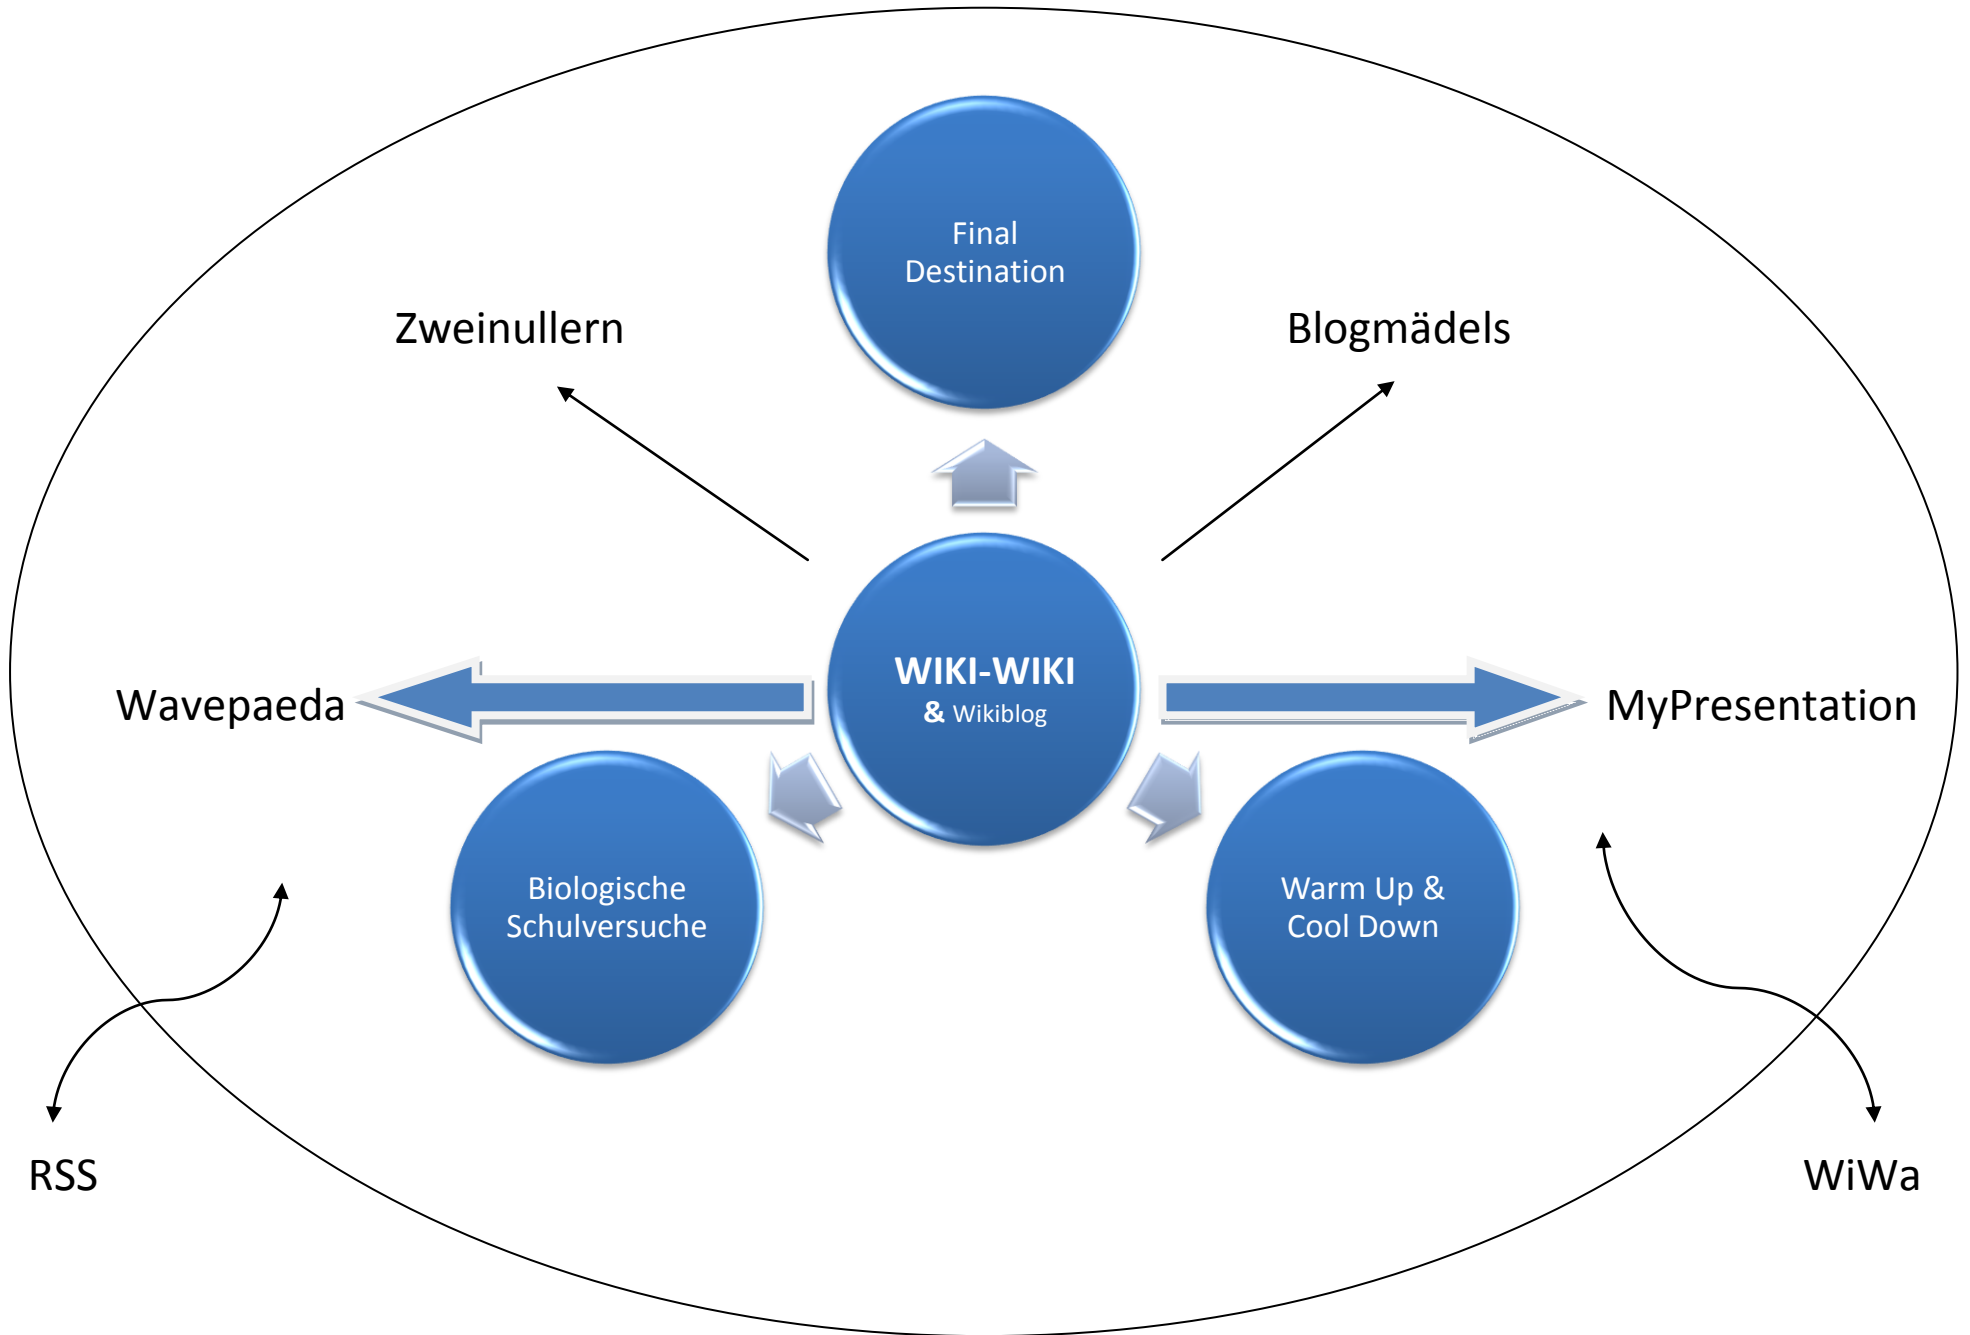 Final
Destination
Zweinullern
Blogmädels
WIKI-WIKI
& Wikiblog
Wavepaeda
MyPresentation
Biologische
Schulversuche
Warm Up &
Cool Down
RSS
WiWa